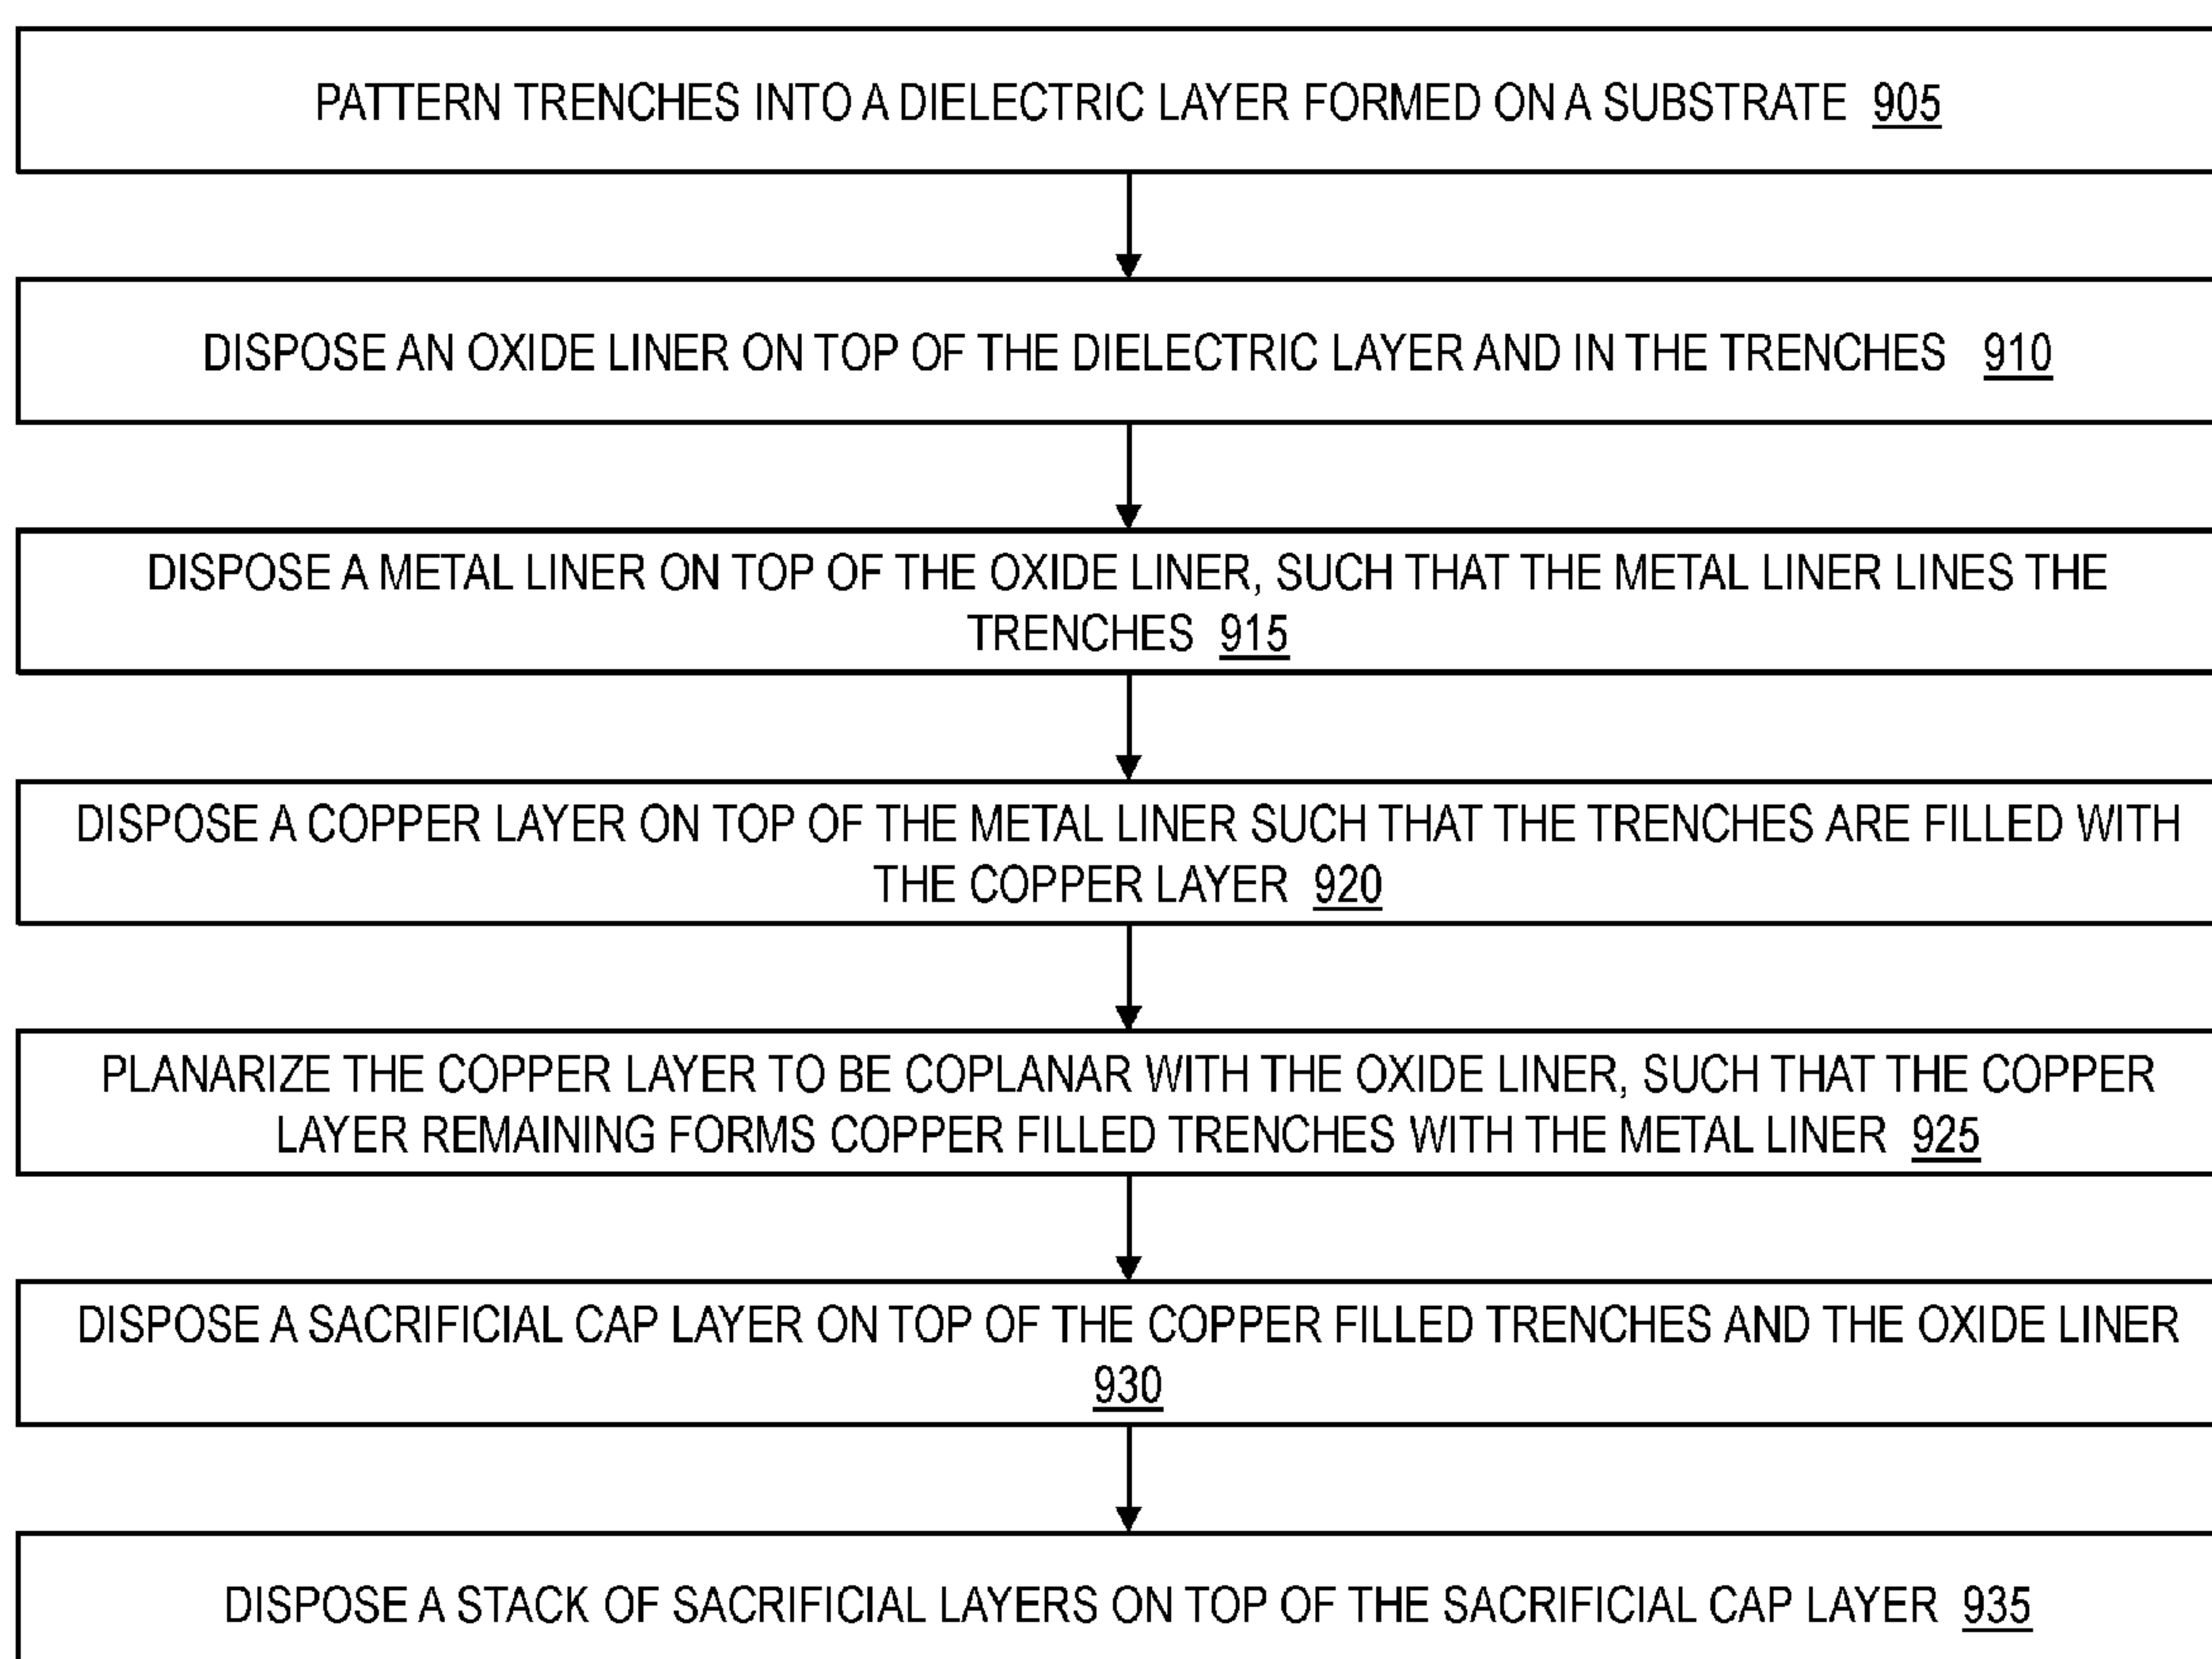 PATTERN TRENCHES INTO A DIELECTRIC LAYER FORMED ON A SUBSTRATE 905
DISPOSE AN OXIDE LINER ON TOP OF THE DIELECTRIC LAYER AND IN THE TRENCHES 910
DISPOSE A METAL LINER ON TOP OF THE OXIDE LINER, SUCH THAT THE METAL LINER LINES THE
TRENCHES 915
DISPOSE A COPPER LAYER ON TOP OF THE METAL LINER SUCH THAT THE TRENCHES ARE FILLED WITH
THE COPPER LAYER 920
PLANARIZE THE COPPER LAYER TO BE COPLANAR WITH THE OXIDE LINER, SUCH THAT THE COPPER
LAYER REMAINING FORMS COPPER FILLED TRENCHES WITH THE METAL LINER 925
DISPOSE A SACRIFICIAL CAP LAYER ON TOP OF THE COPPER FILLED TRENCHES AND THE OXIDE LINER
930
DISPOSE A STACK OF SACRIFICIAL LAYERS ON TOP OF THE SACRIFICIAL CAP LAYER 935